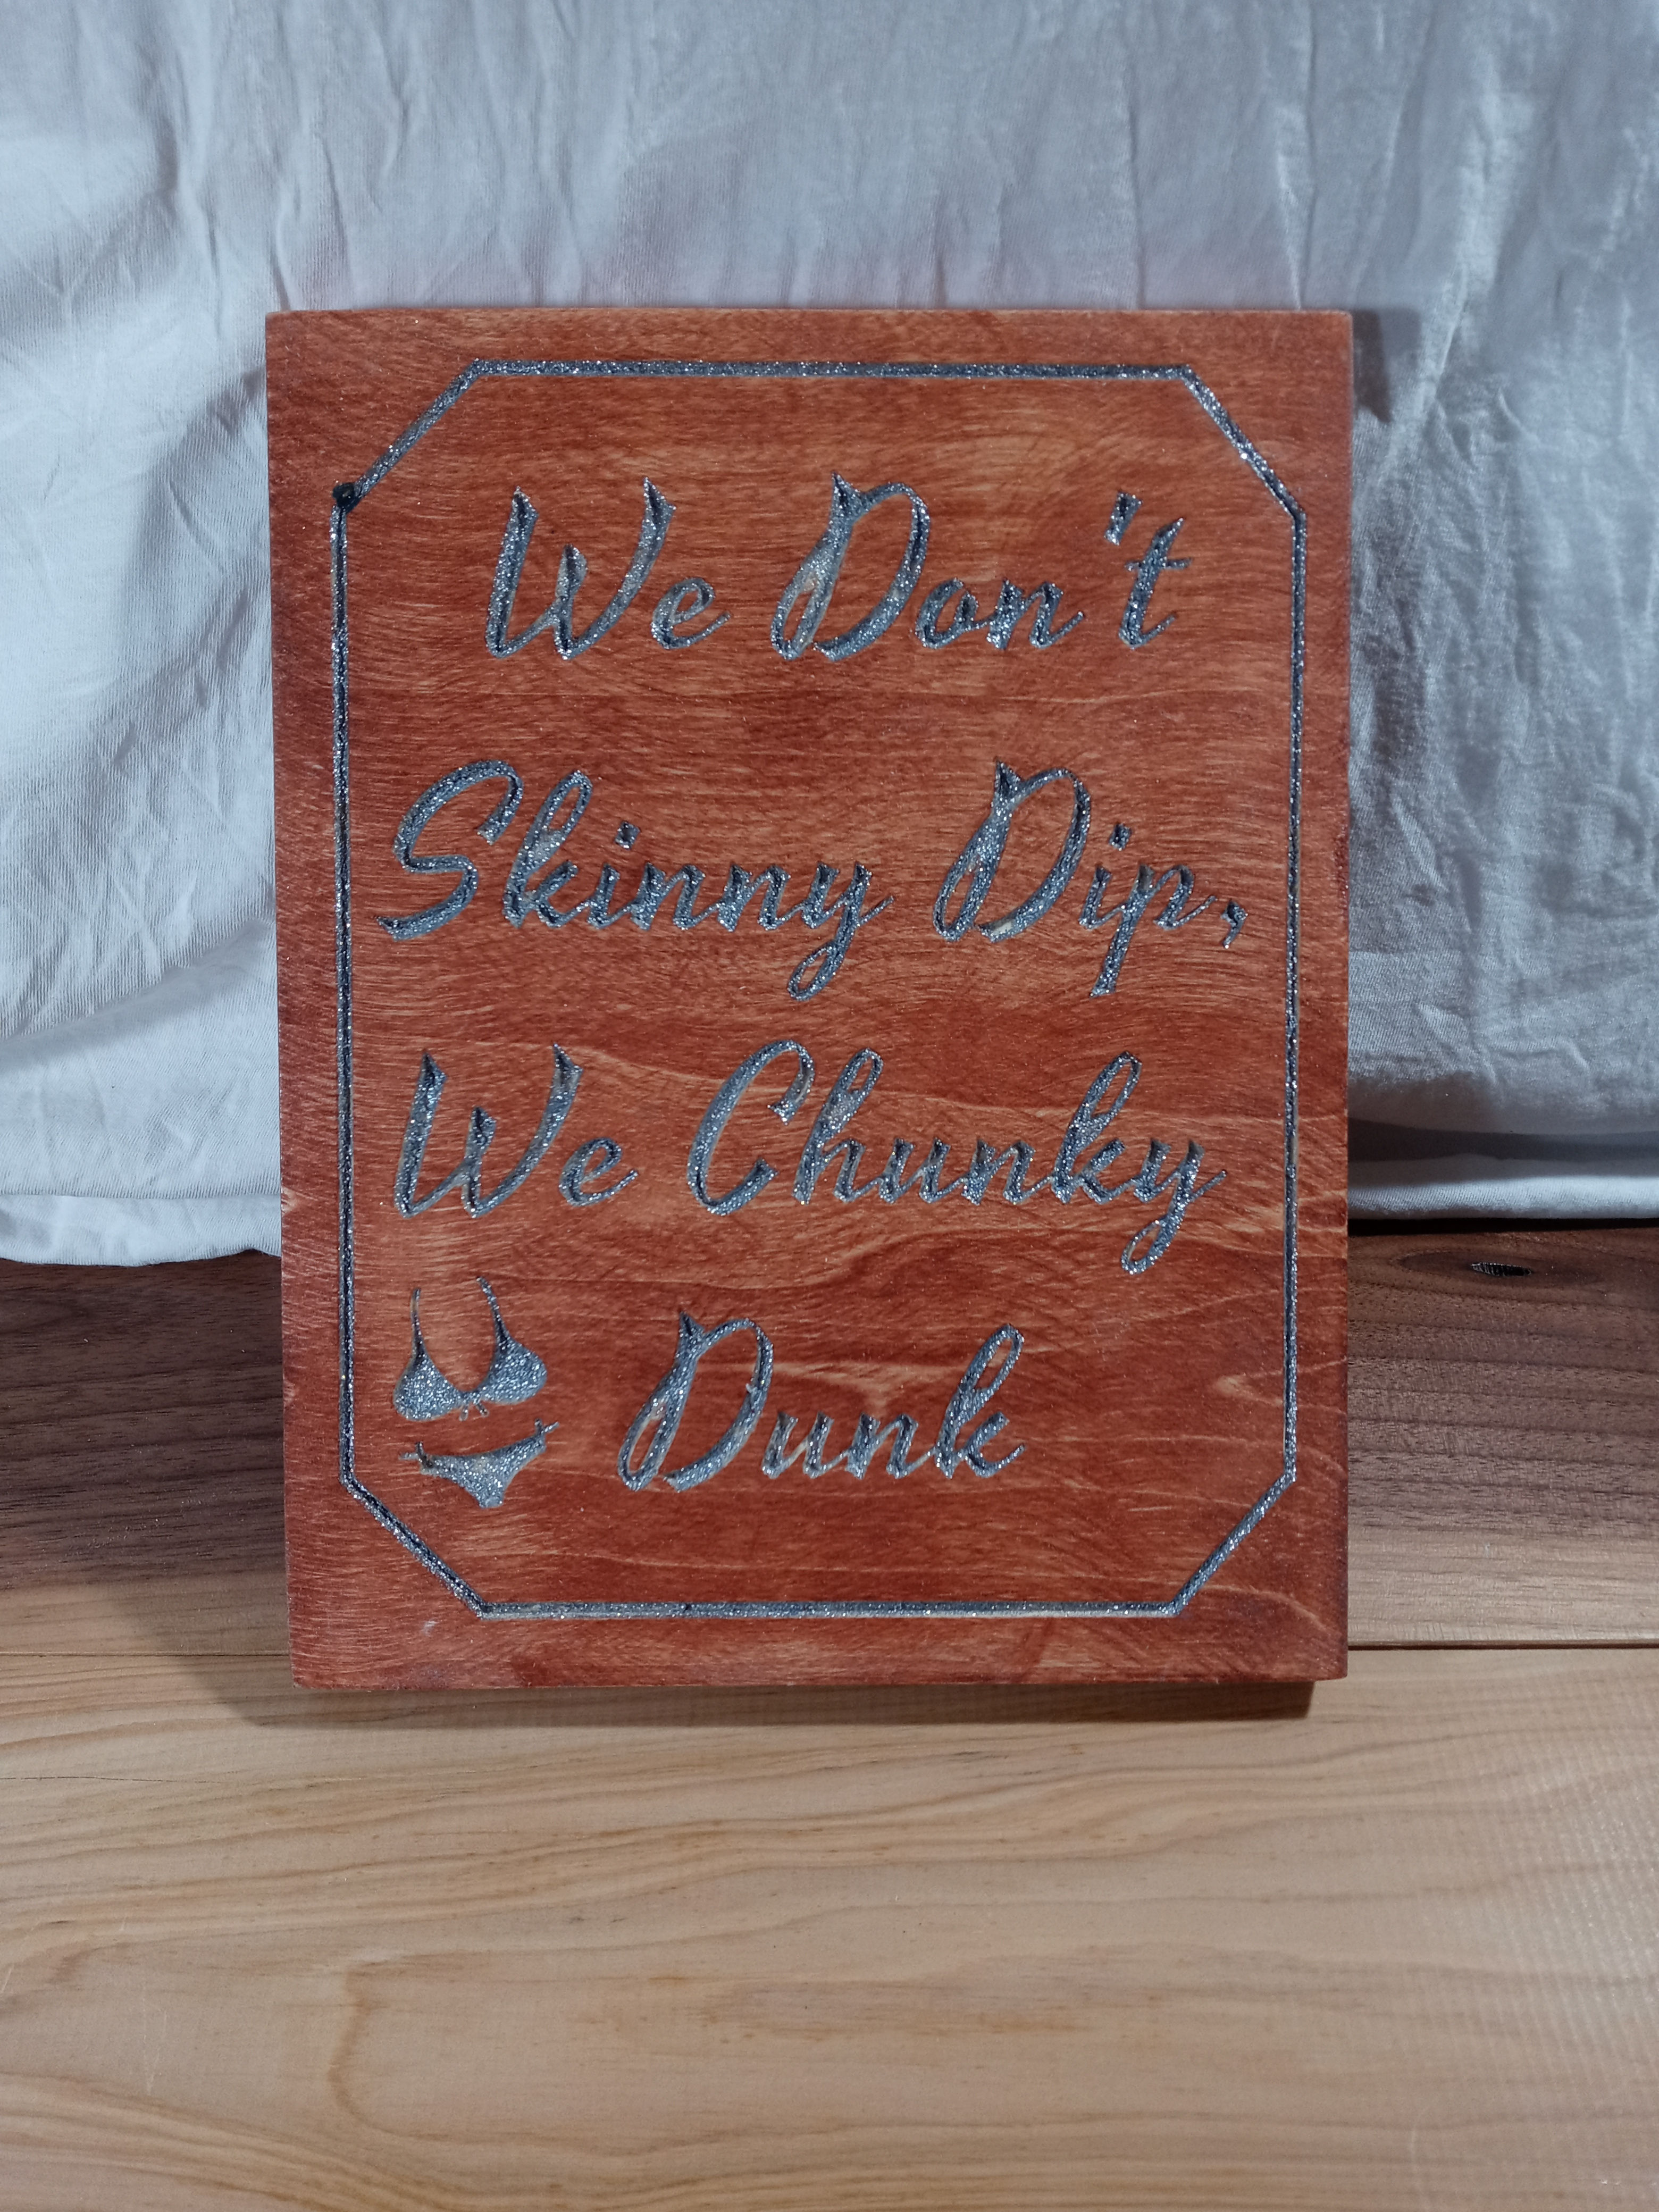 We Don't
Skinny Dip,
We Chunky
Dunk